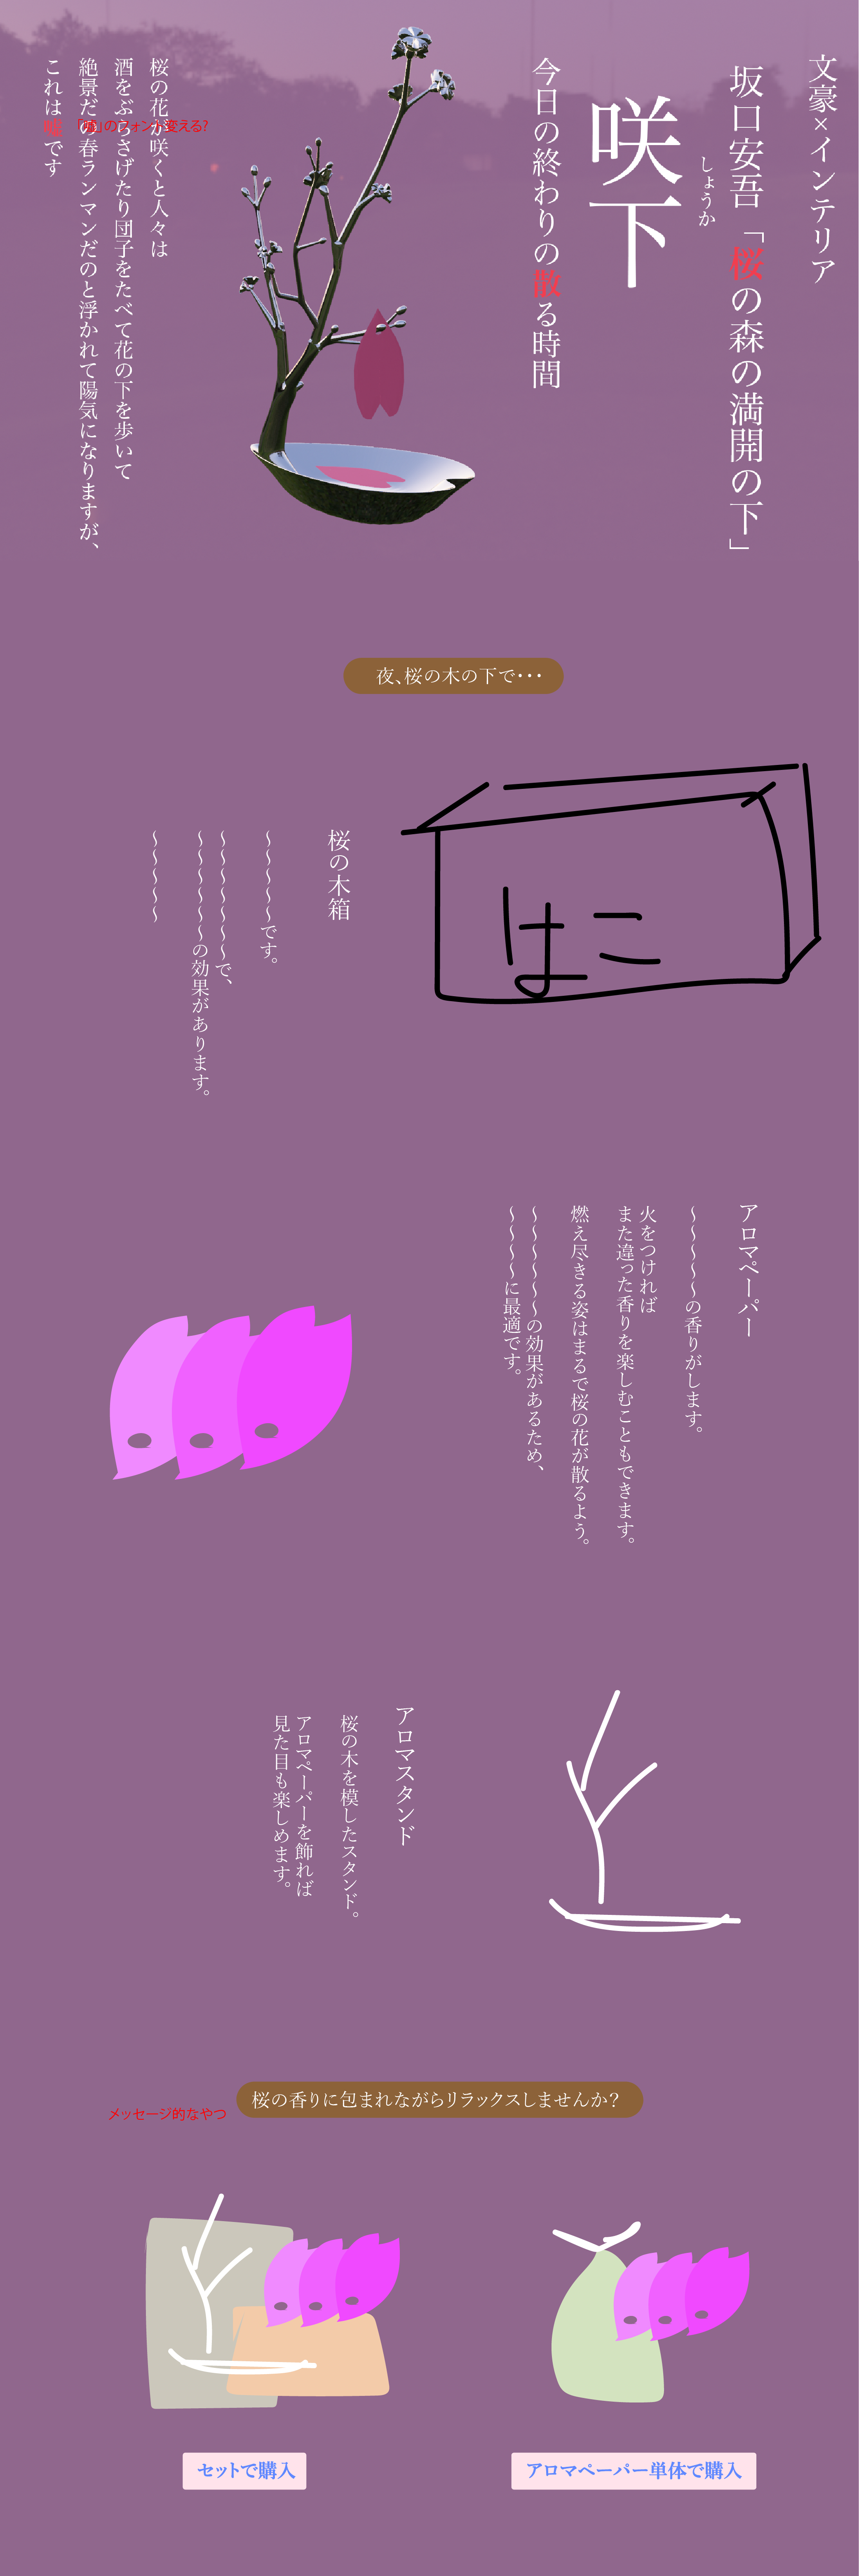 文豪×インテリア
坂口安吾「桜の森の満開の下」
しょうか
咲下
今日の終わりの散る時間
桜の花が咲くと人々は
酒をぶらさげたり団子をたべて花の下を歩いて
絶景だの春ランマンだのと浮かれて陽気になりますが、
これは嘘です
「嘘」のフォント変える?
夜、桜の木の下で・・・
はこ
桜の木箱
～～～～～です。
～～～～～～～で、
～～～～～～の効果があります。
～～～～～
アロマペーパー
～～～～～の香りがします。
火をつければ
また違った香りを楽しむこともできます。
燃え尽きる姿はまるで桜の花が散るよう。
～～～～～～の効果があるため、
～～～～に最適です。
アロマスタンド
桜の木を模したスタンド。
アロマペーパーを飾れば
見た目も楽しめます。
桜の香りに包まれながらリラックスしませんか？
メッセージ的なやつ
セットで購入
アロマペーパー単体で購入